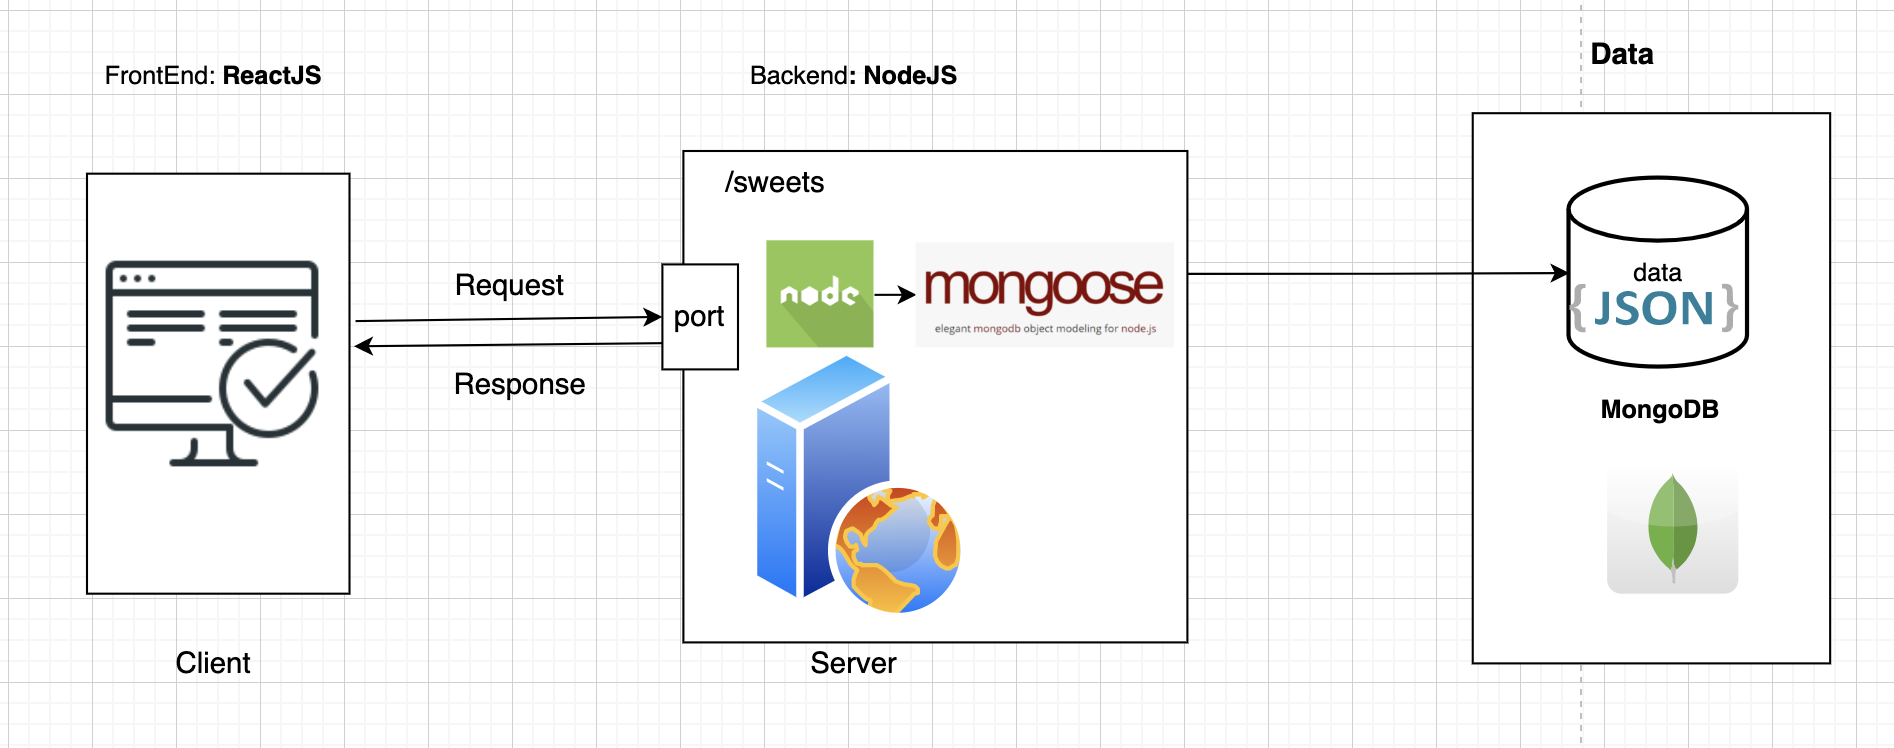 Data
FrontEnd: ReactJS
Backend: NodeJS
/sweets
node
mongoose
elegant mongodb object modeling for node.js
Request
port
Response
data
{JSON}
MongoDB
Client
Server